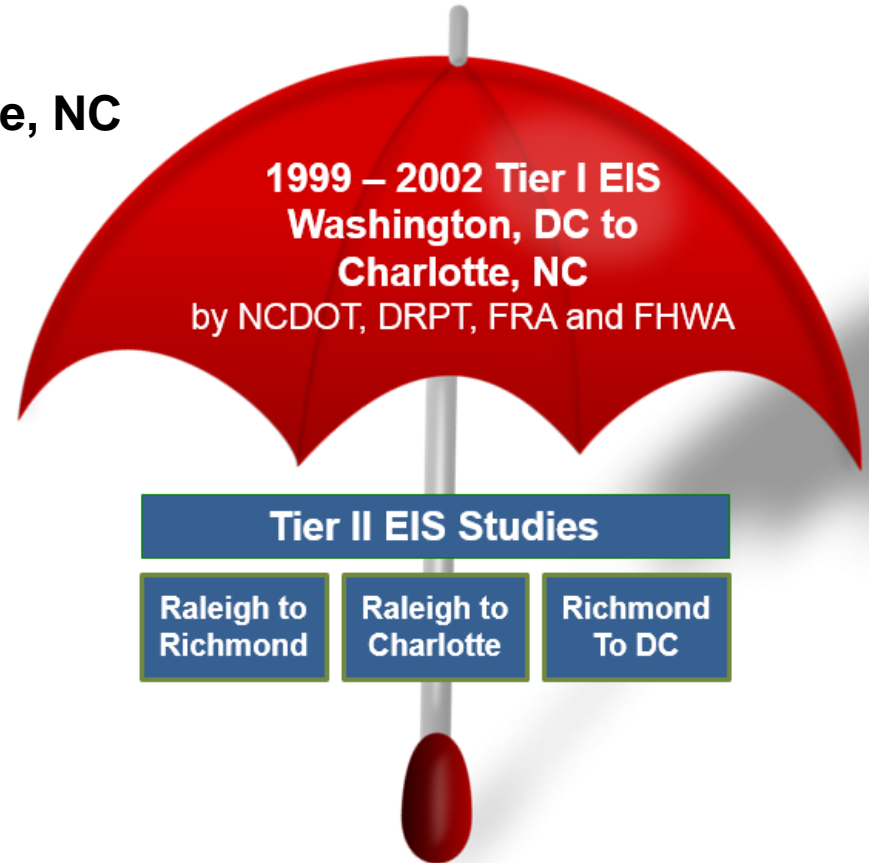 e, NC
1999 – 2002 Tier I EIS
Washington, DC to
Charlotte, NC
by NCDOT, DRPT, FRA and FHWA
Tier II EIS Studies
Raleigh to
Richmond
Raleigh to
Charlotte
Richmond
To DC